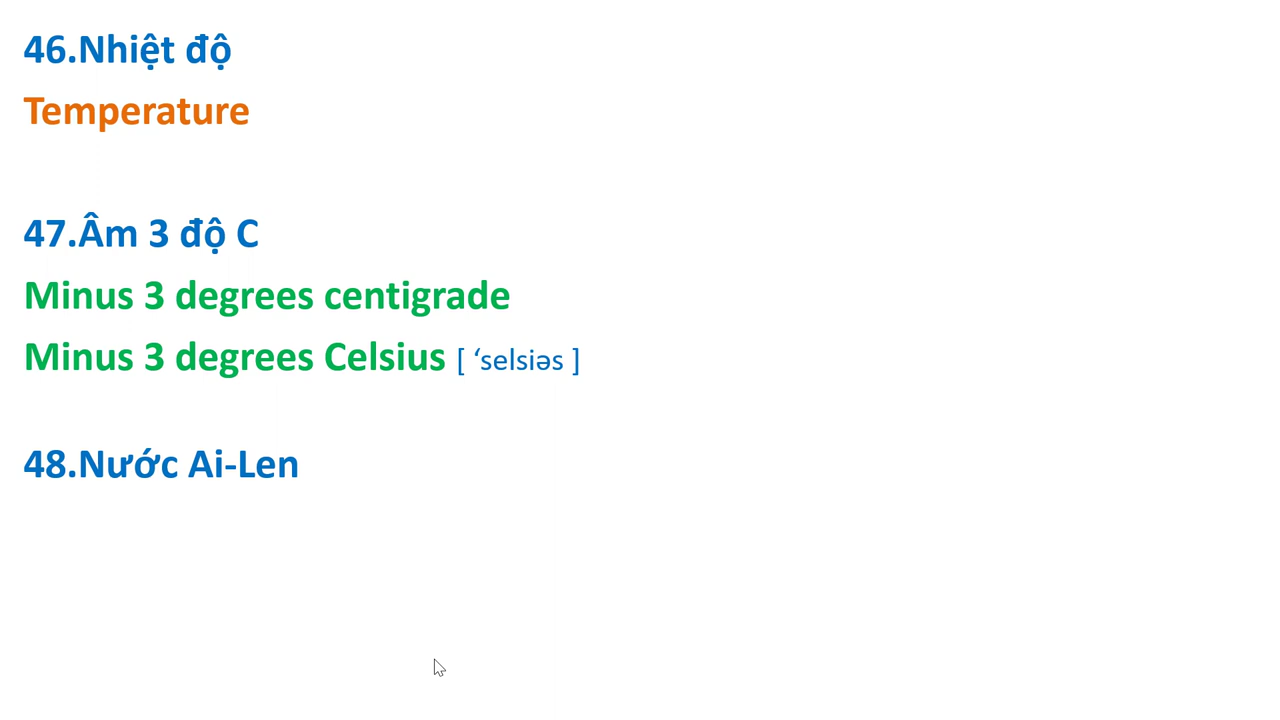 46.Nhiệt độ
Temperature
47.Âm 3 độ C
Minus 3 degrees centigrade
Minus 3 degrees Celsius [ ‘selsiəs ]
48.Nước Ai-Len